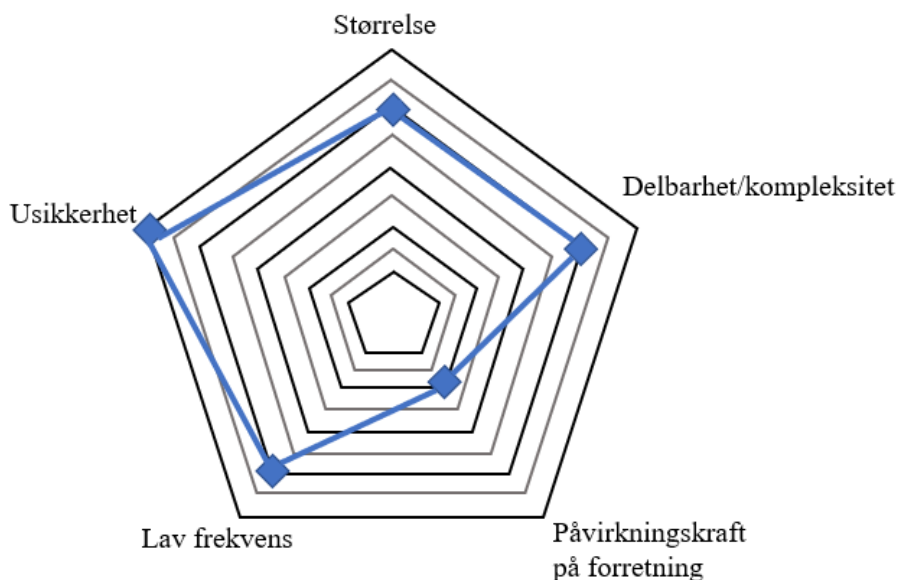 Størrelse
Delbarhet/kompleksitet
Usikkerhet
Lav frekvens
Påvirkningskraft
på forretning